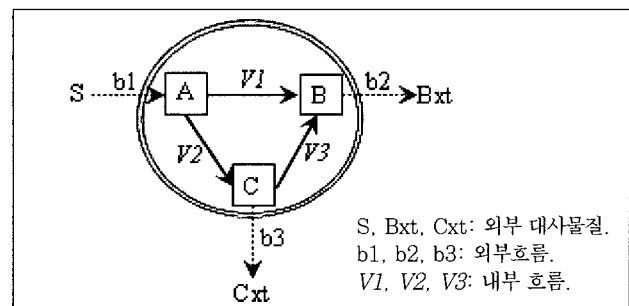 S b1 A V1 B b2 Bxt
V2 V3
C
b3
Cxt
S, Bxt, Cxt: 외부 대사물질.
b1, b2, b3: 외부흐름.
V1, V2, V3: 내부 흐름.